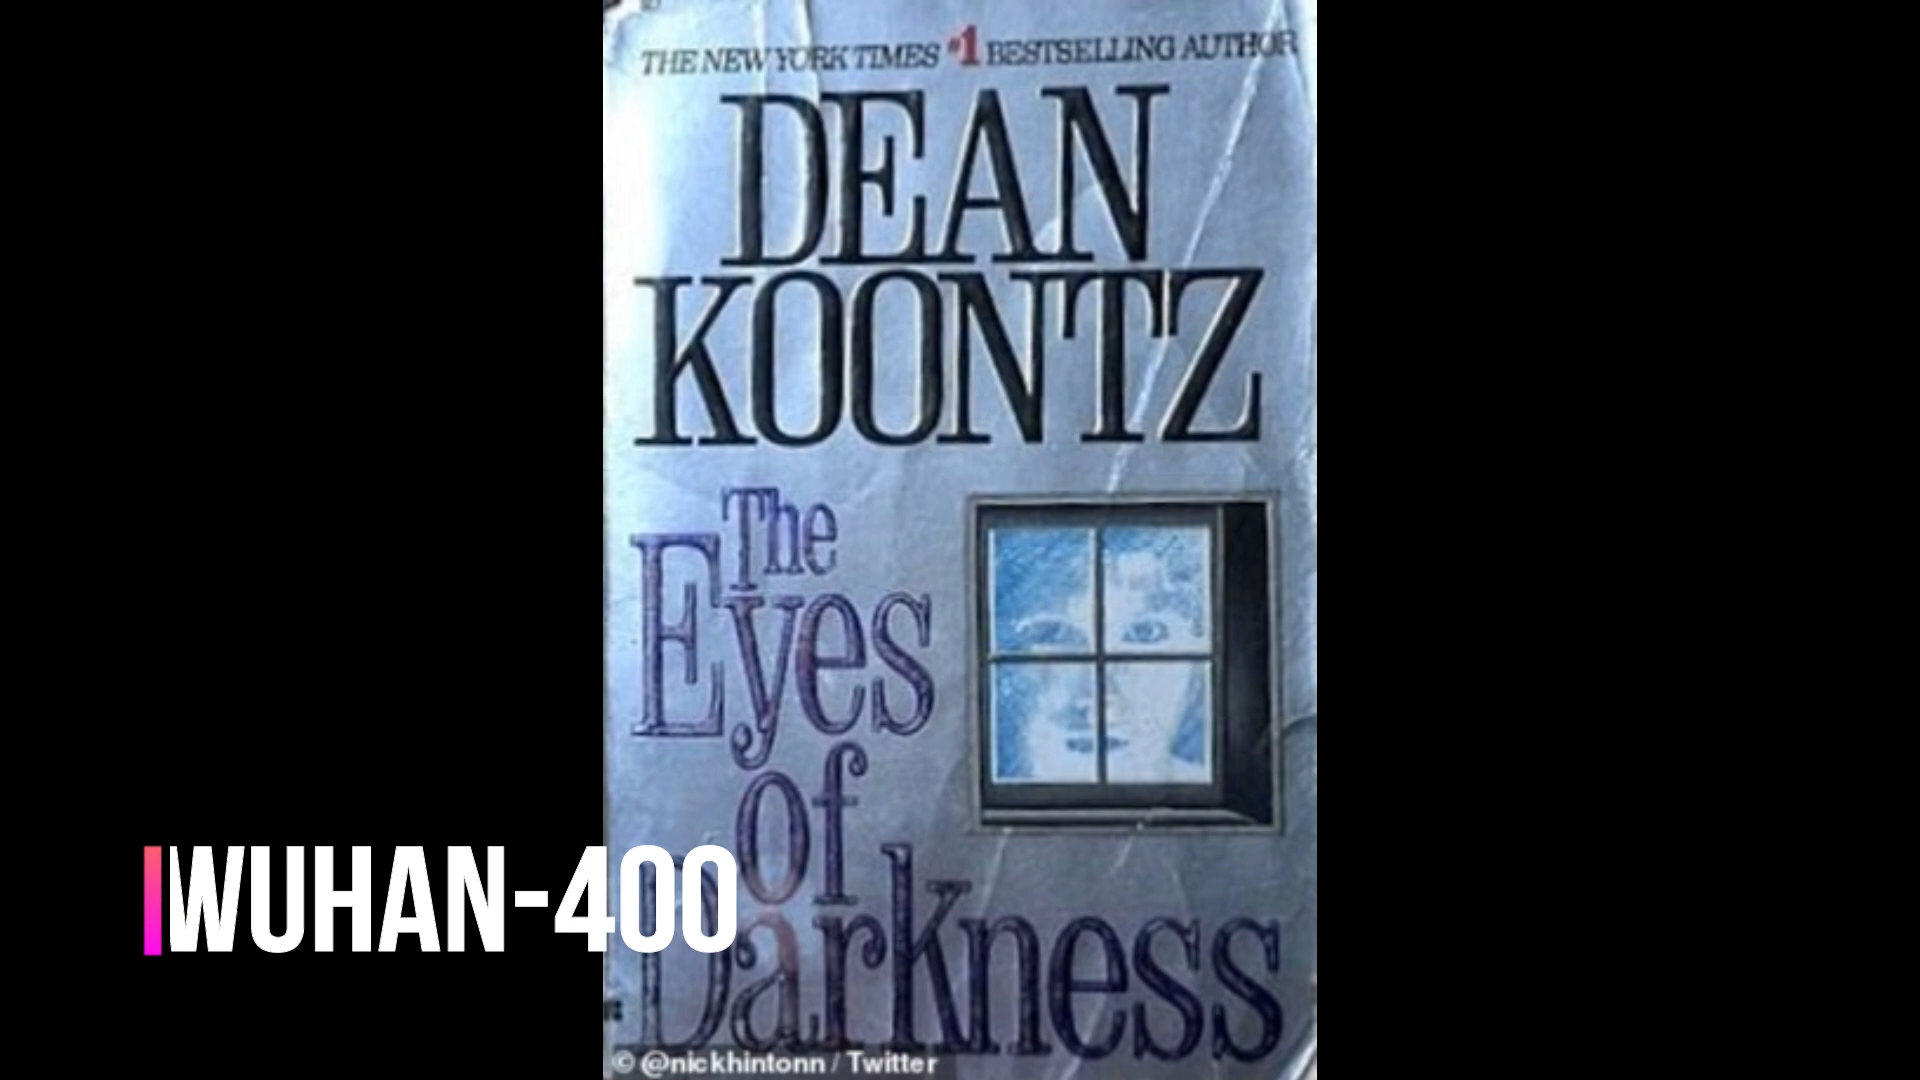 THE NEW YORK TIMES #1 BESTSELLING AUTHOR
DEAN
KOONTZ
The
Eyes
of
Darkness
WUHAN-400
© @nickhintonn / Twitter